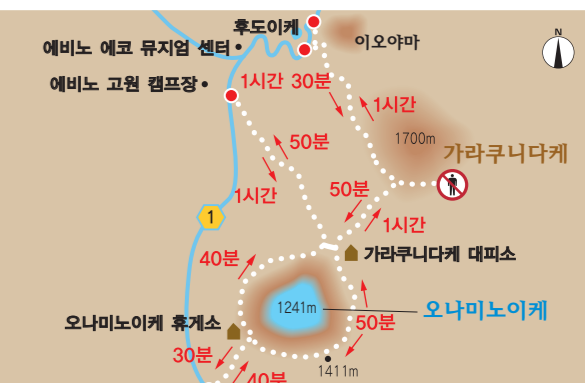 후도이케
에비노 에코 뮤지엄 센터
이오야마
N
에비노 고원 캠프장
1시간 30분
1시간
1700m
가라쿠니다케
50분
50분
1시간
1시간
1
가라쿠니다케 대피소
40분
1241m
오나미노이케
오나미노이케 휴게소
50분
30분
1411m
40분